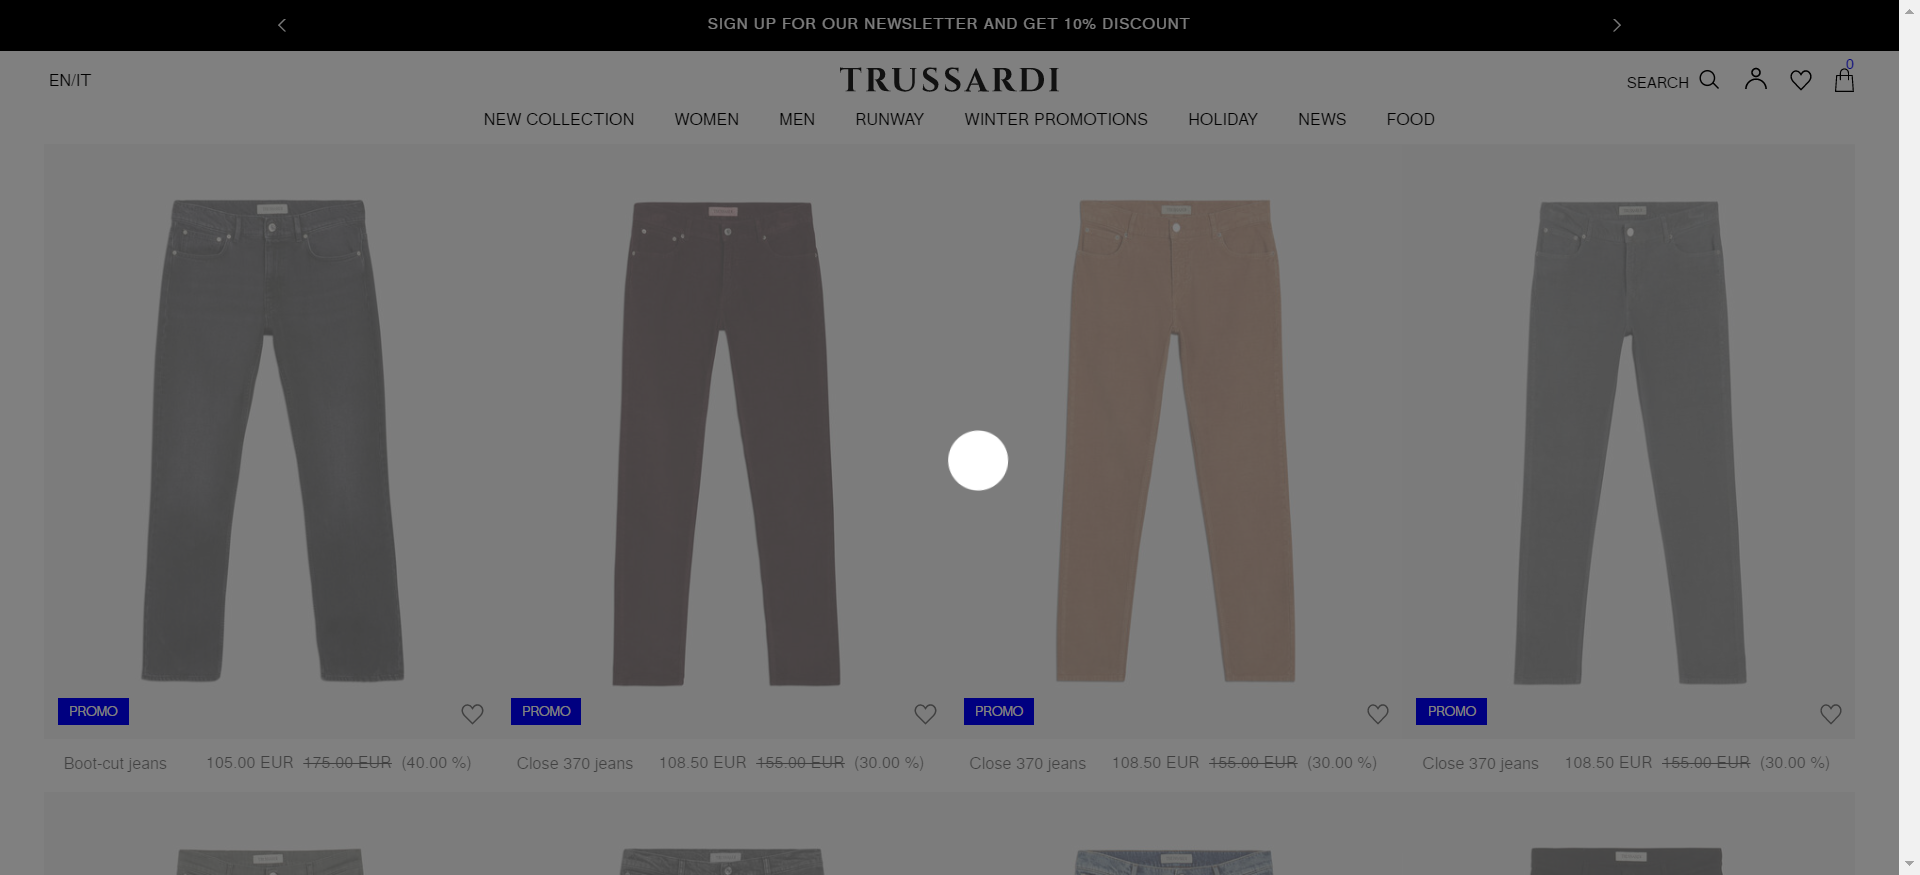 SIGN UP FOR OUR NEWSLETTER AND GET 10% DISCOUNT
EN/IT
TRUSSARDI
SEARCH
0
NEW COLLECTION WOMEN MEN RUNWAY WINTER PROMOTIONS HOLIDAY NEWS FOOD
PROMO PROMO PROMO PROMO
Boot-cut jeans 105.00 EUR 175.00 EUR (40.00 %) Close 370 jeans 108.50 EUR 155.00 EUR (30.00 %) Close 370 jeans 108.50 EUR 155.00 EUR (30.00 %) Close 370 jeans 108.50 EUR 155.00 EUR (30.00 %)